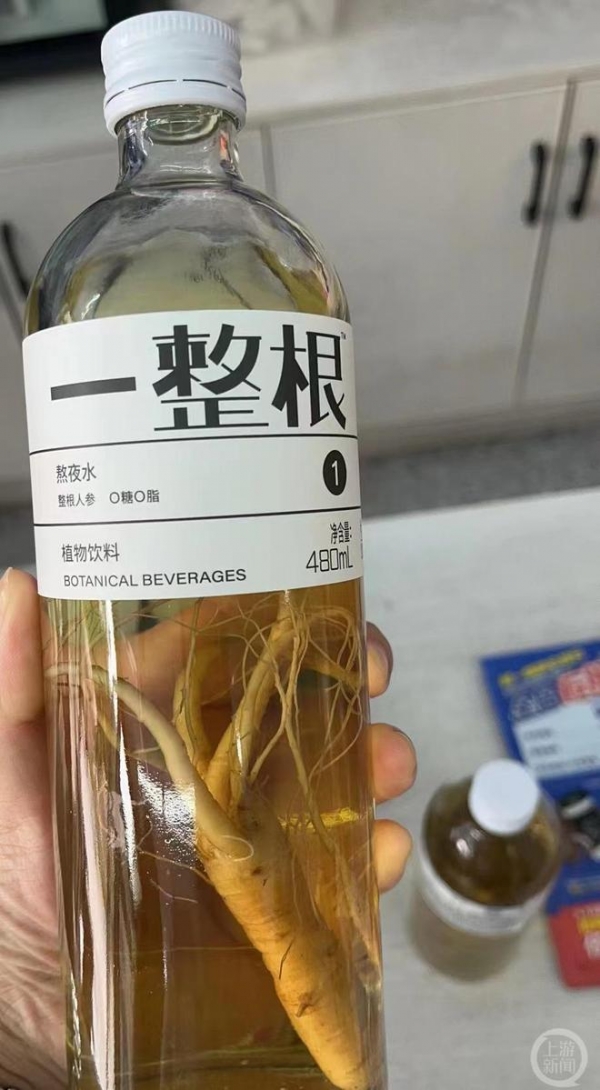 一整根
TM
熬夜水
1
整根人参 0糖0脂
植物饮料
净含量:
BOTANICAL BEVERAGES
480mL
上游
新闻